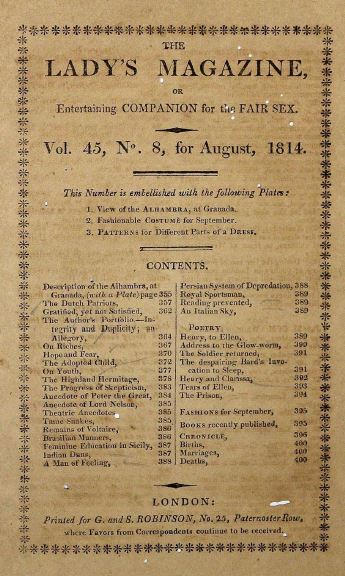 THE
LADY'S MAGAZINE,
OR
Entertaining COMPANION for the FAIR SEX.
Vol. 45, No. 8, for August, 1814.
This Number is embellished with the following Plates:
1. View of the ALHAMBRA, at Granada.
2. Fashionable COSTUME for September.
3. PATTERNS for Different Parts of a DRESS.
CONTENTS.
Description of the Alhambra, at
Granada, (with a Plate) page 355
The Dutch Patriots, 357
Gratified, yet not Satisfied, 362
The Author's Portfolio.—In-
tegrity and Duplicity; an
Allegory, 364
On Riches, 367
Hope and Fear, 370
The Adopted Child, 372
On Youth, 377
The Highland Hermitage, 378
The Progress of Skepticism, 383
Anecdote of Peter the Great, 384
Anecdote of Lord Nelson, 385
Theatric Anecdotes, 385
Tame Snakes, 385
Remains of Voltaire, 386
Brasilian Manners, 386
Feminine Education in Sicily, 387
Indian Dans, 387
A Man of Feeling, 388
Persian System of Depredation, 388
Royal Sportsman, 389
Reading prevented, 389
An Italian Sky, 389
POETRY.
Henry, to Ellen, 389
Address to the Glow-worm, 390
The Soldier returned, 391
The despairing Bard's Invo-
cation to Sleep, 391
Henry and Clarissa, 392
Tears of Ellen, 393
The Prison, 394
FASHIONS for September, 395
BOOKS recently published, 395
CHRONICLE, 396
Births, 400
Marriages, 400
Deaths, 400
LONDON:
Printed for G. and S. ROBINSON, No. 25, Paternoster Row,
where Favors from Correspondents continue to be received.